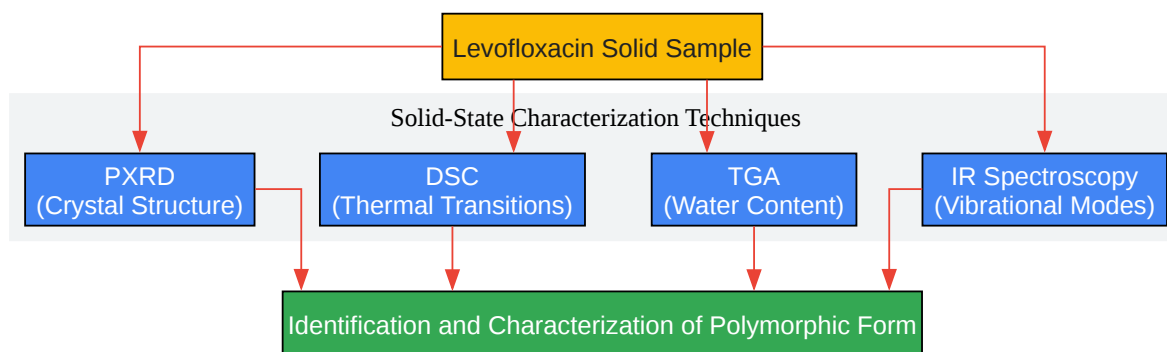 Levofloxacin Solid Sample
Solid-State Characterization Techniques
PXRD
(Crystal Structure)
DSC
(Thermal Transitions)
TGA
(Water Content)
IR Spectroscopy
(Vibrational Modes)
Identification and Characterization of Polymorphic Form